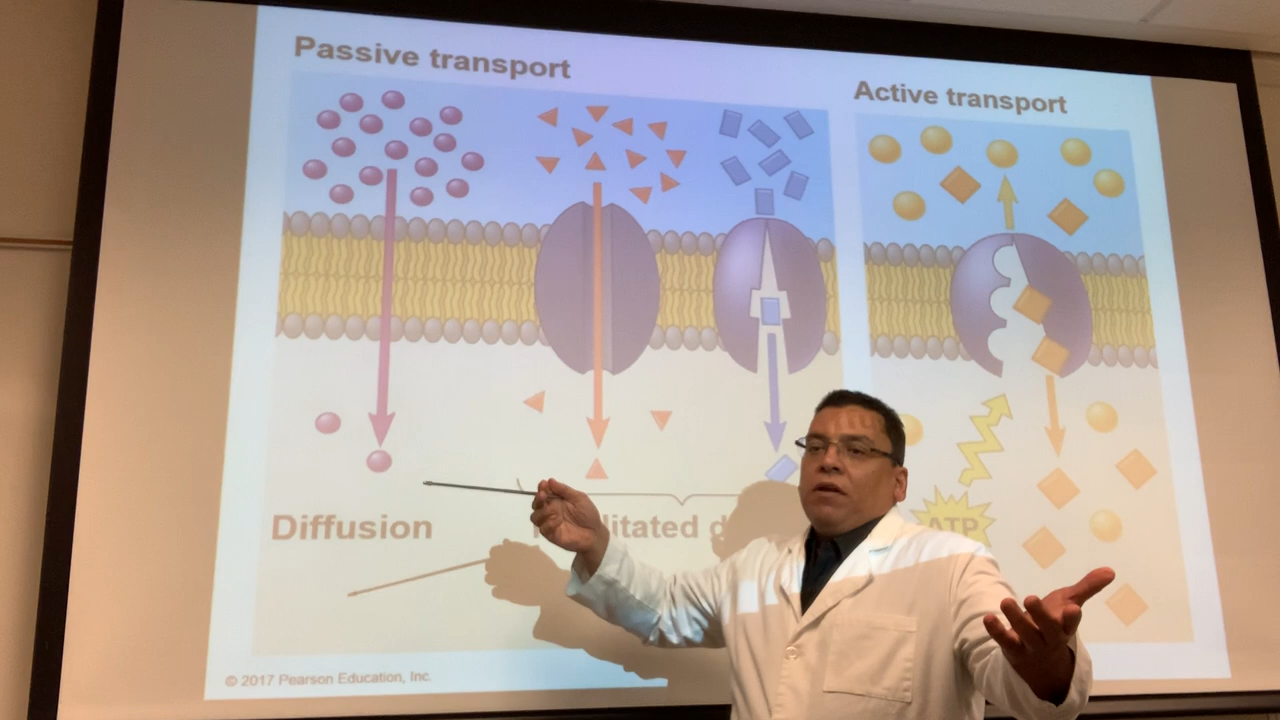 Passive transport
Active transport
Diffusion
ATP
© 2017 Pearson Education, Inc.